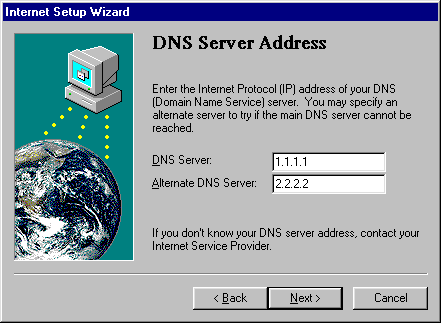 Internet Setup Wizard
DNS Server Address
Enter the Internet Protocol (IP) address of your DNS
(Domain Name Service) server.  You may specify an
alternate server to try if the main DNS server cannot be
reached.
DNS Server: 1.1.1.1
Alternate DNS Server: 2.2.2.2
If you don't know your DNS server address, contact your
Internet Service Provider.
< Back Next > Cancel